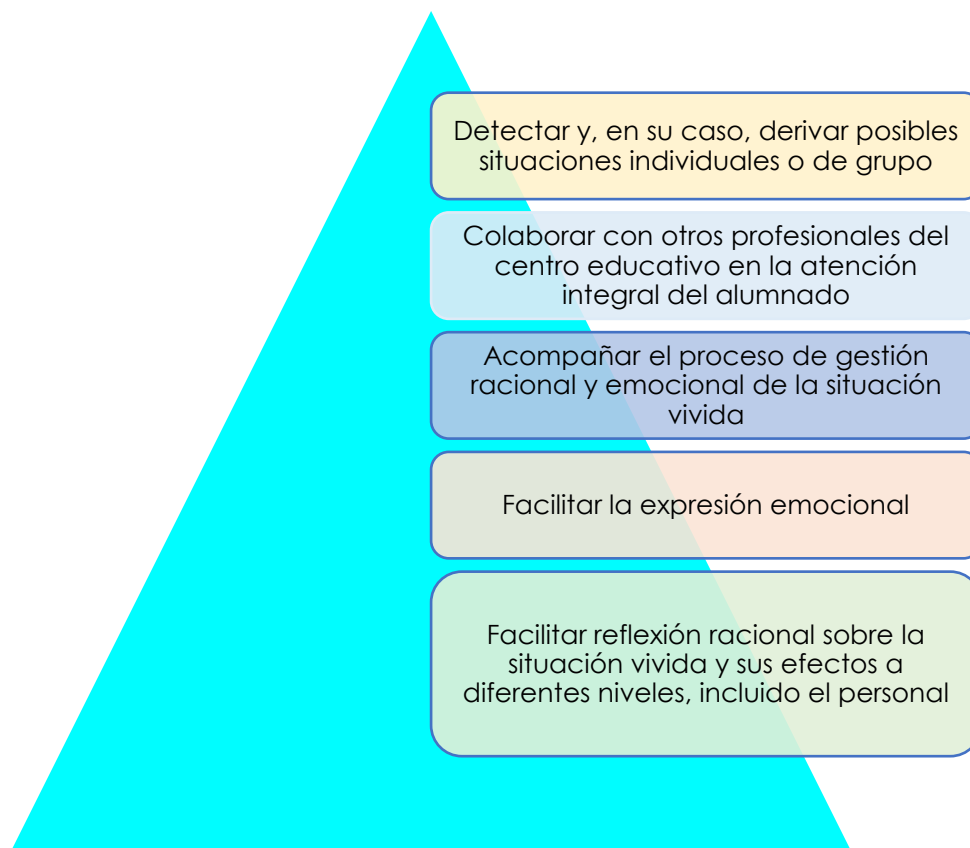 Detectar y, en su caso, derivar posibles
situaciones individuales o de grupo
Colaborar con otros profesionales del
centro educativo en la atención
integral del alumnado
Acompañar el proceso de gestión
racional y emocional de la situación
vivida
Facilitar la expresión emocional
Facilitar reflexión racional sobre la
situación vivida y sus efectos a
diferentes niveles, incluido el personal